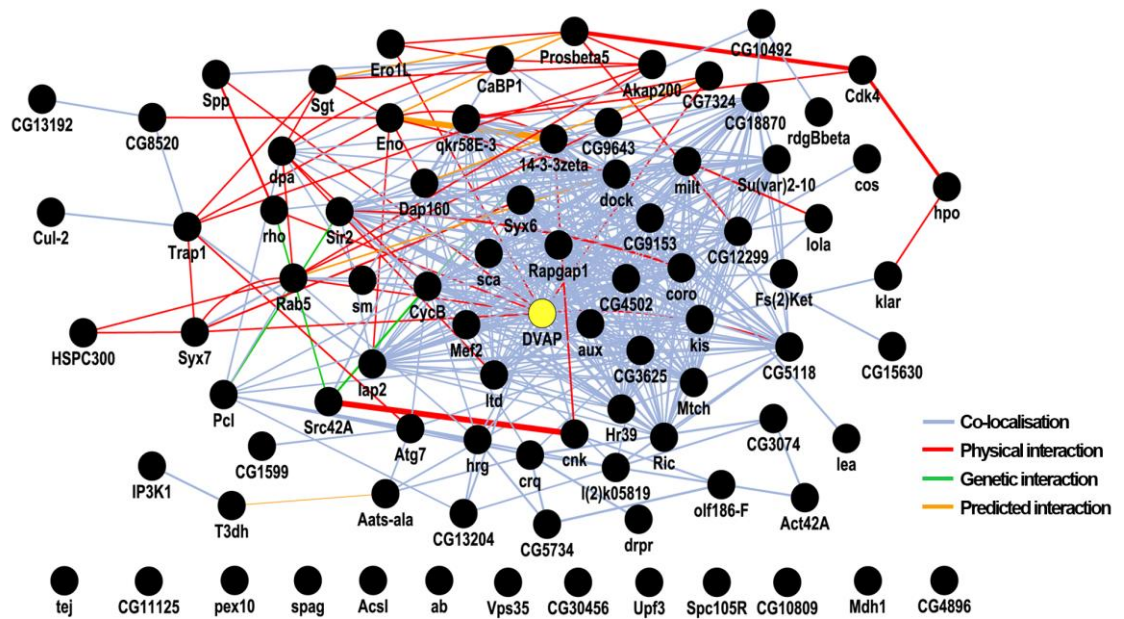 CG10492
Prosbeta5
Ero1L
CaBP1
Akap200
Cdk4
Spp
Sgt
CG7324
CG18870
rdgBbeta
CG13192
CG8520
Eno
qkr58E-3
14-3-3zeta
CG9643
dpa
Dap160
dock
milt
Su(var)2-10
cos
hpo
Cul-2
Trap1
rho
Sir2
Syx6
CG9153
CG12299
lola
sca
Rapgap1
coro
Rab5
sm
CycB
CG4502
Fs(2)Ket
klar
HSPC300
Syx7
Mef2
DVAP
aux
kis
CG5118
CG15630
Iap2
ltd
CG3625
Mtch
Pcl
Src42A
Hr39
Co-localisation
CG1599
Atg7
hrg
crq
cnk
Ric
CG3074
lea
Physical interaction
IP3K1
l(2)k05819
Genetic interaction
T3dh
Aats-ala
CG13204
CG5734
drpr
olf186-F
Act42A
Predicted interaction
tej
CG11125
pex10
spag
Acsl
ab
Vps35
CG30456
Upf3
Spc105R
CG10809
Mdh1
CG4896